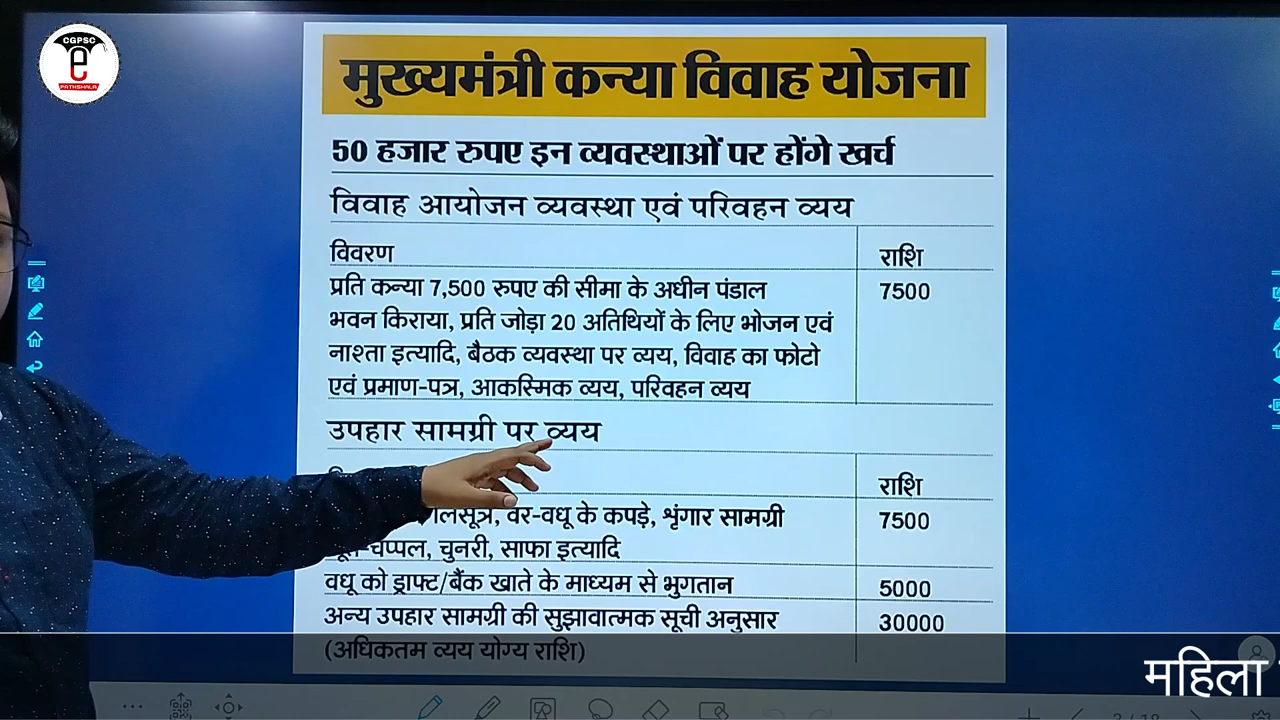 CGPSC
e
PATHSHALA
मुख्यमंत्री कन्या विवाह योजना
50 हजार रुपए इन व्यवस्थाओं पर होंगे खर्च
विवाह आयोजन व्यवस्था एवं परिवहन व्यय
विवरण राशि
प्रति कन्या 7,500 रुपए की सीमा के अधीन पंडाल 7500
भवन किराया, प्रति जोड़ा 20 अतिथियों के लिए भोजन एवं
नाश्ता इत्यादि, बैठक व्यवस्था पर व्यय, विवाह का फोटो
एवं प्रमाण-पत्र, आकस्मिक व्यय, परिवहन व्यय
उपहार सामग्री पर व्यय
राशि
वर-वधू के कपड़े, श्रृंगार सामग्री 7500
चप्पल, चुनरी, साफा इत्यादि
वधू को ड्राफ्ट/बैंक खाते के माध्यम से भुगतान 5000
अन्य उपहार सामग्री की सुझावात्मक सूची अनुसार 30000
(अधिकतम व्यय योग्य राशि)
महिला